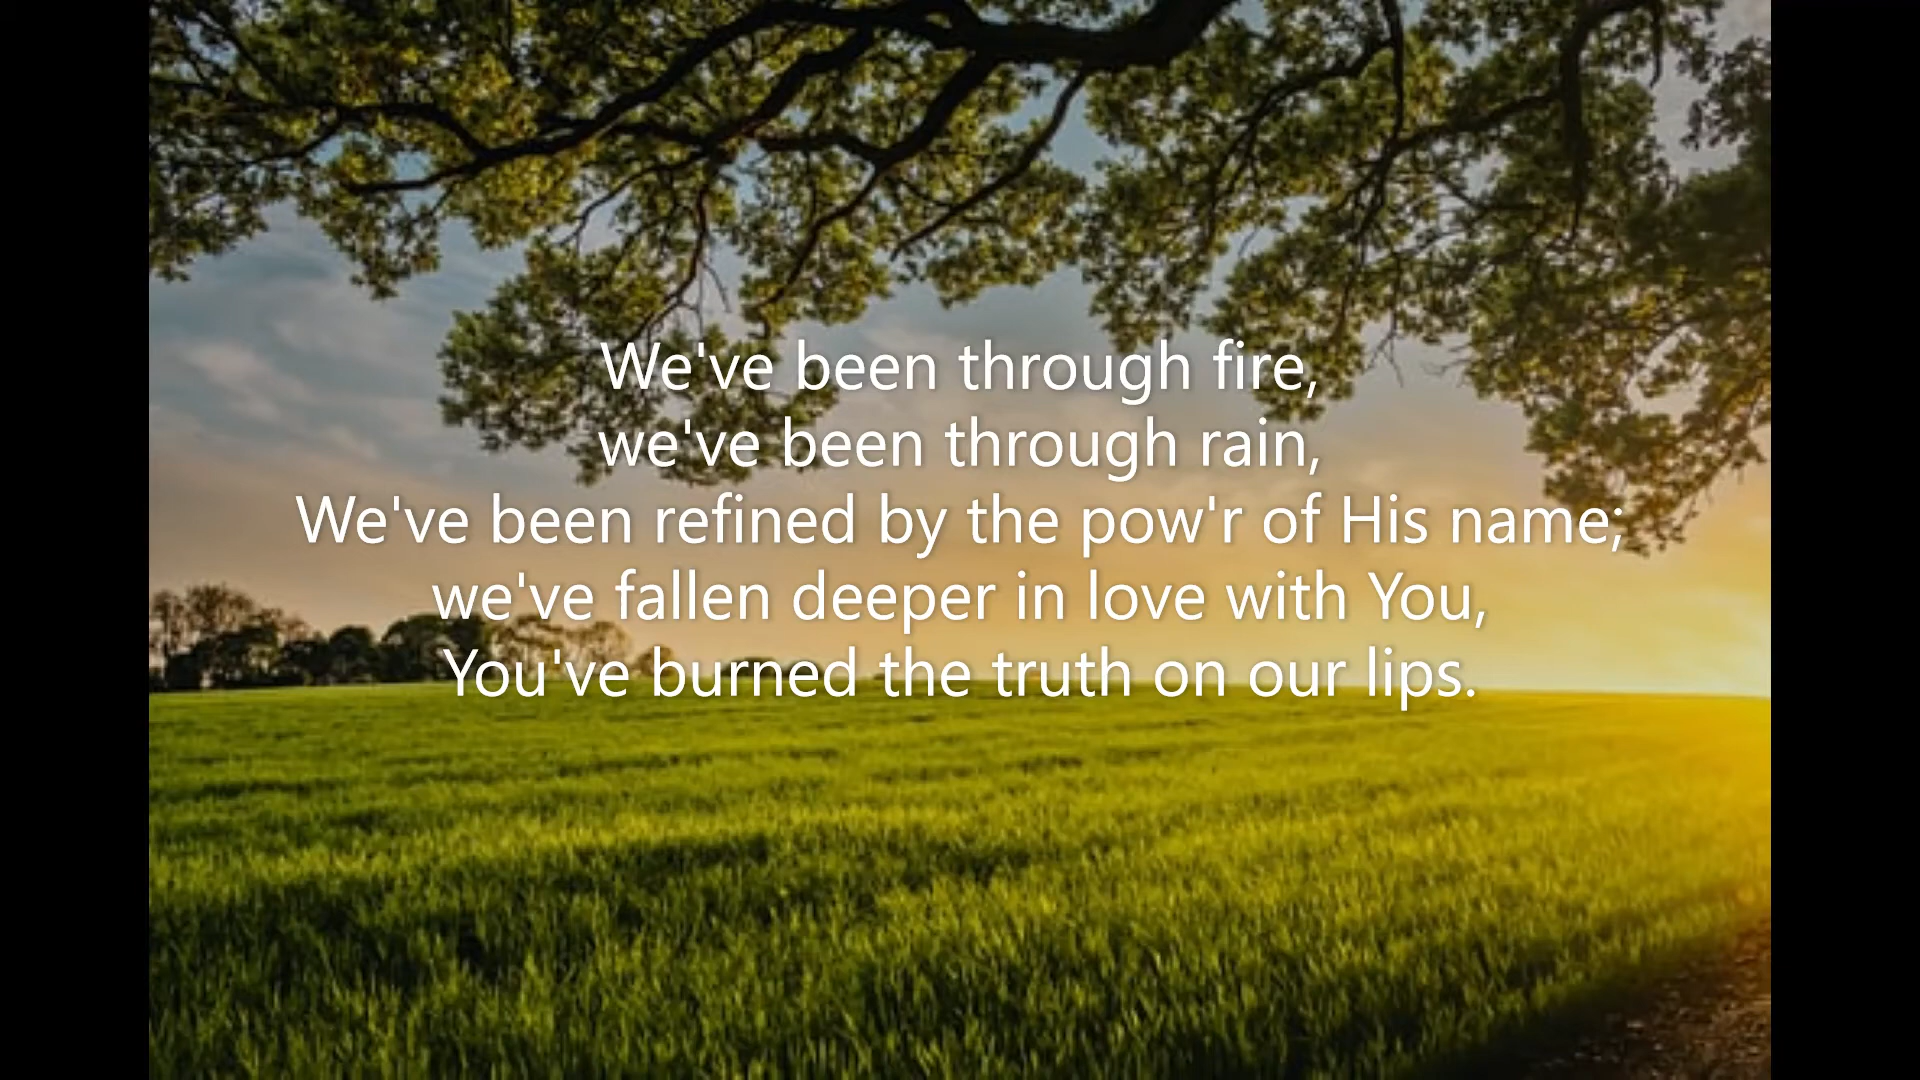 We've been through fire,
we've been through rain,
We've been refined by the pow'r of His name;
we've fallen deeper in love with You,
You've burned the truth on our lips.